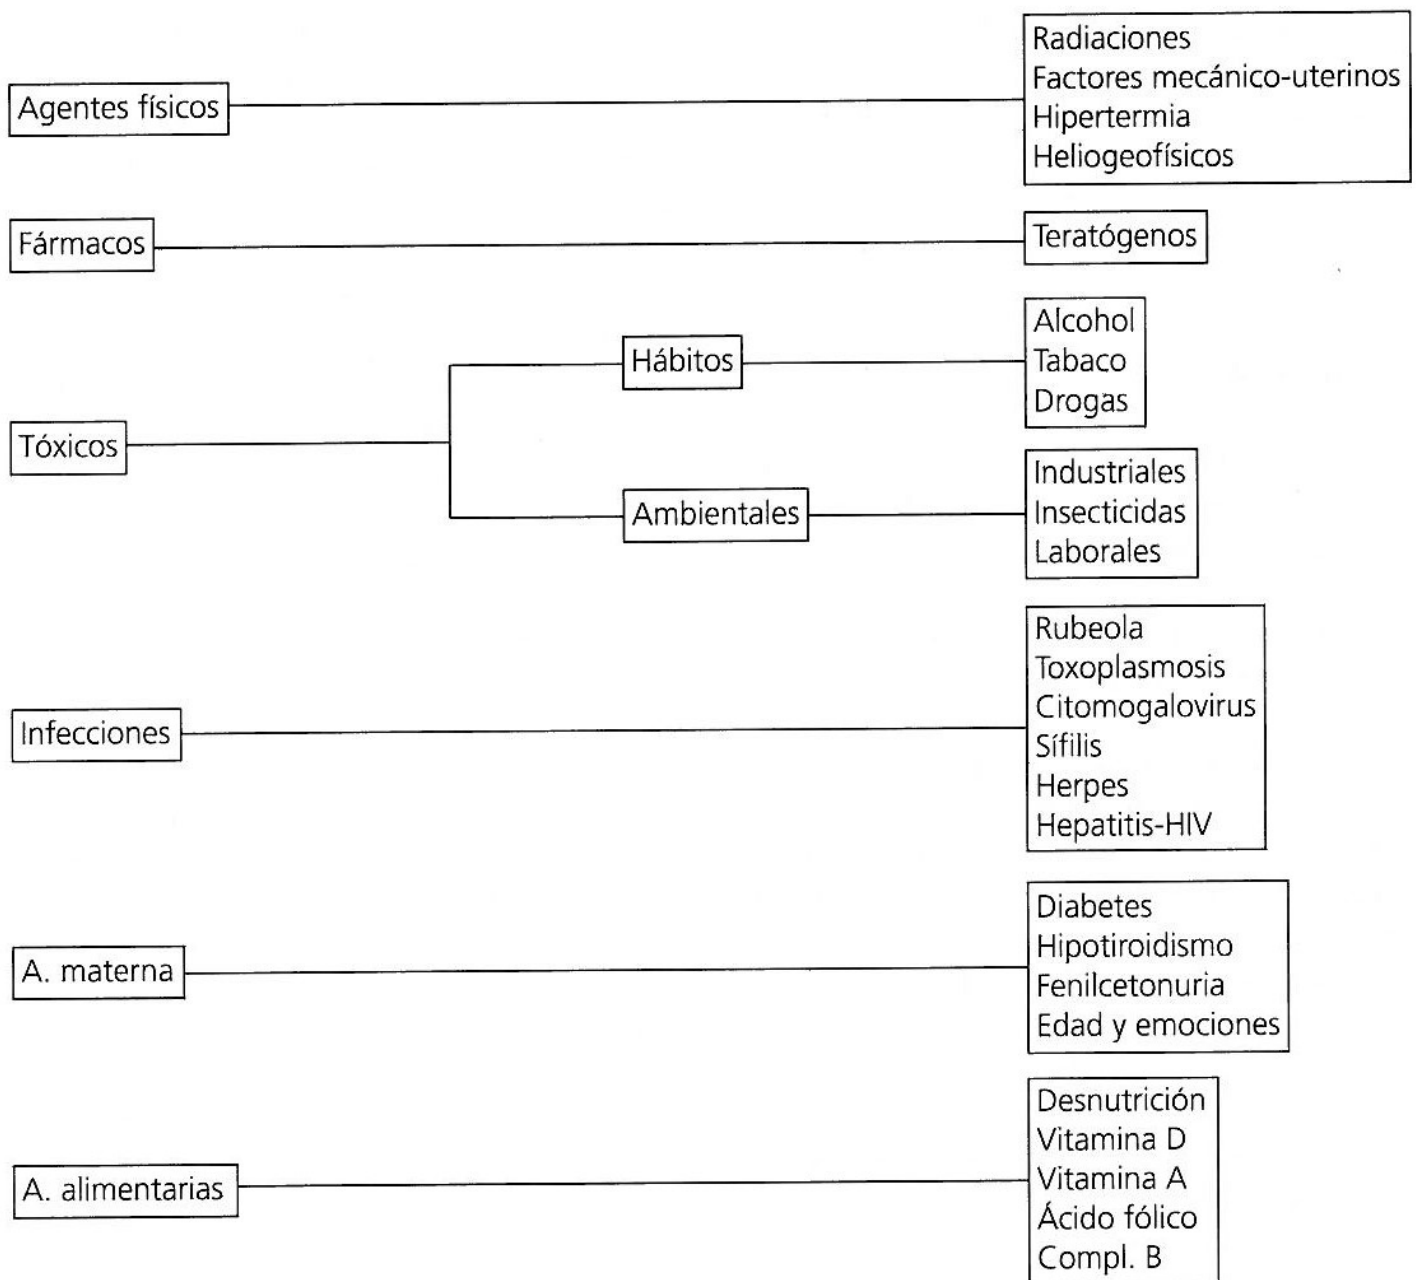 Agentes físicos
Radiaciones
Factores mecánico-uterinos
Hipertermia
Heliogeofísicos
Fármacos
Teratógenos
Tóxicos
Hábitos
Alcohol
Tabaco
Drogas
Ambientales
Industriales
Insecticidas
Laborales
Infecciones
Rubeola
Toxoplasmosis
Citomogalovirus
Sífilis
Herpes
Hepatitis-HIV
A. materna
Diabetes
Hipotiroidismo
Fenilcetonuria
Edad y emociones
A. alimentarias
Desnutrición
Vitamina D
Vitamina A
Ácido fólico
Compl. B